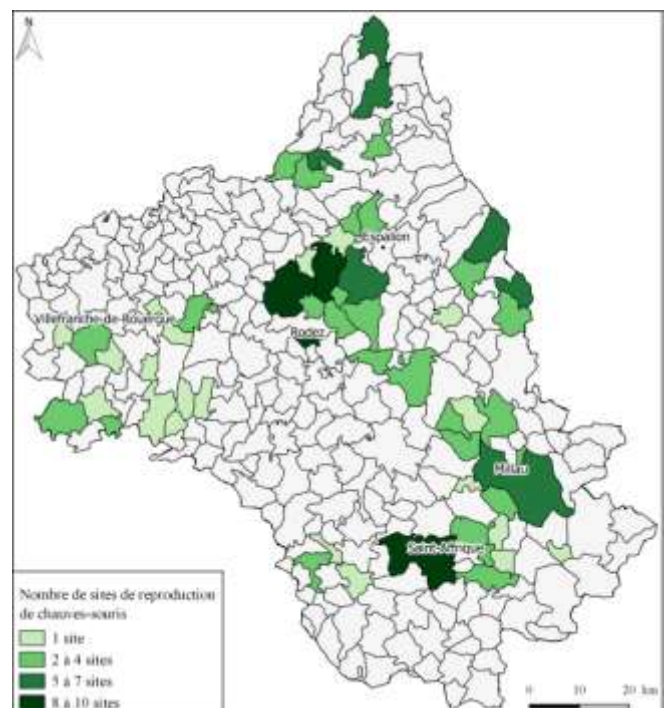 N
Espalion
Villefranche-de-Rouergue
Rodez
Millau
Saint-Affrique
Nombre de sites de reproduction
de chauves-souris
1 site
2 à 4 sites
5 à 7 sites
8 à 10 sites
0 10 20 km